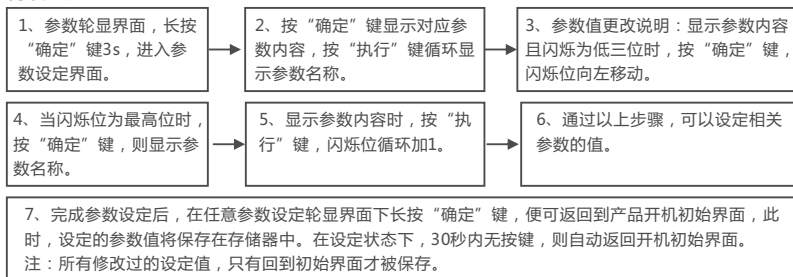 1、参数轮显界面，长按
“确定”键3s，进入参
数设定界面。
2、按“确定”键显示对应参
数内容，按“执行”键循环显
示参数名称。
3、参数值更改说明：显示参数内容
且闪烁为低三位时，按“确定”键，
闪烁位向左移动。
4、当闪烁位为最高位时，
按“确定”键，则显示参
数名称。
5、显示参数内容时，按“执
行”键，闪烁位循环加1。
6、通过以上步骤，可以设定相关
参数的值。
7、完成参数设定后，在任意参数设定轮显界面下长按“确定”键，便可返回到产品开机初始界面，此
时，设定的参数值将保存在存储器中。在设定状态下，30秒内无按键，则自动返回开机初始界面。
注：所有修改过的设定值，只有回到初始界面才被保存。